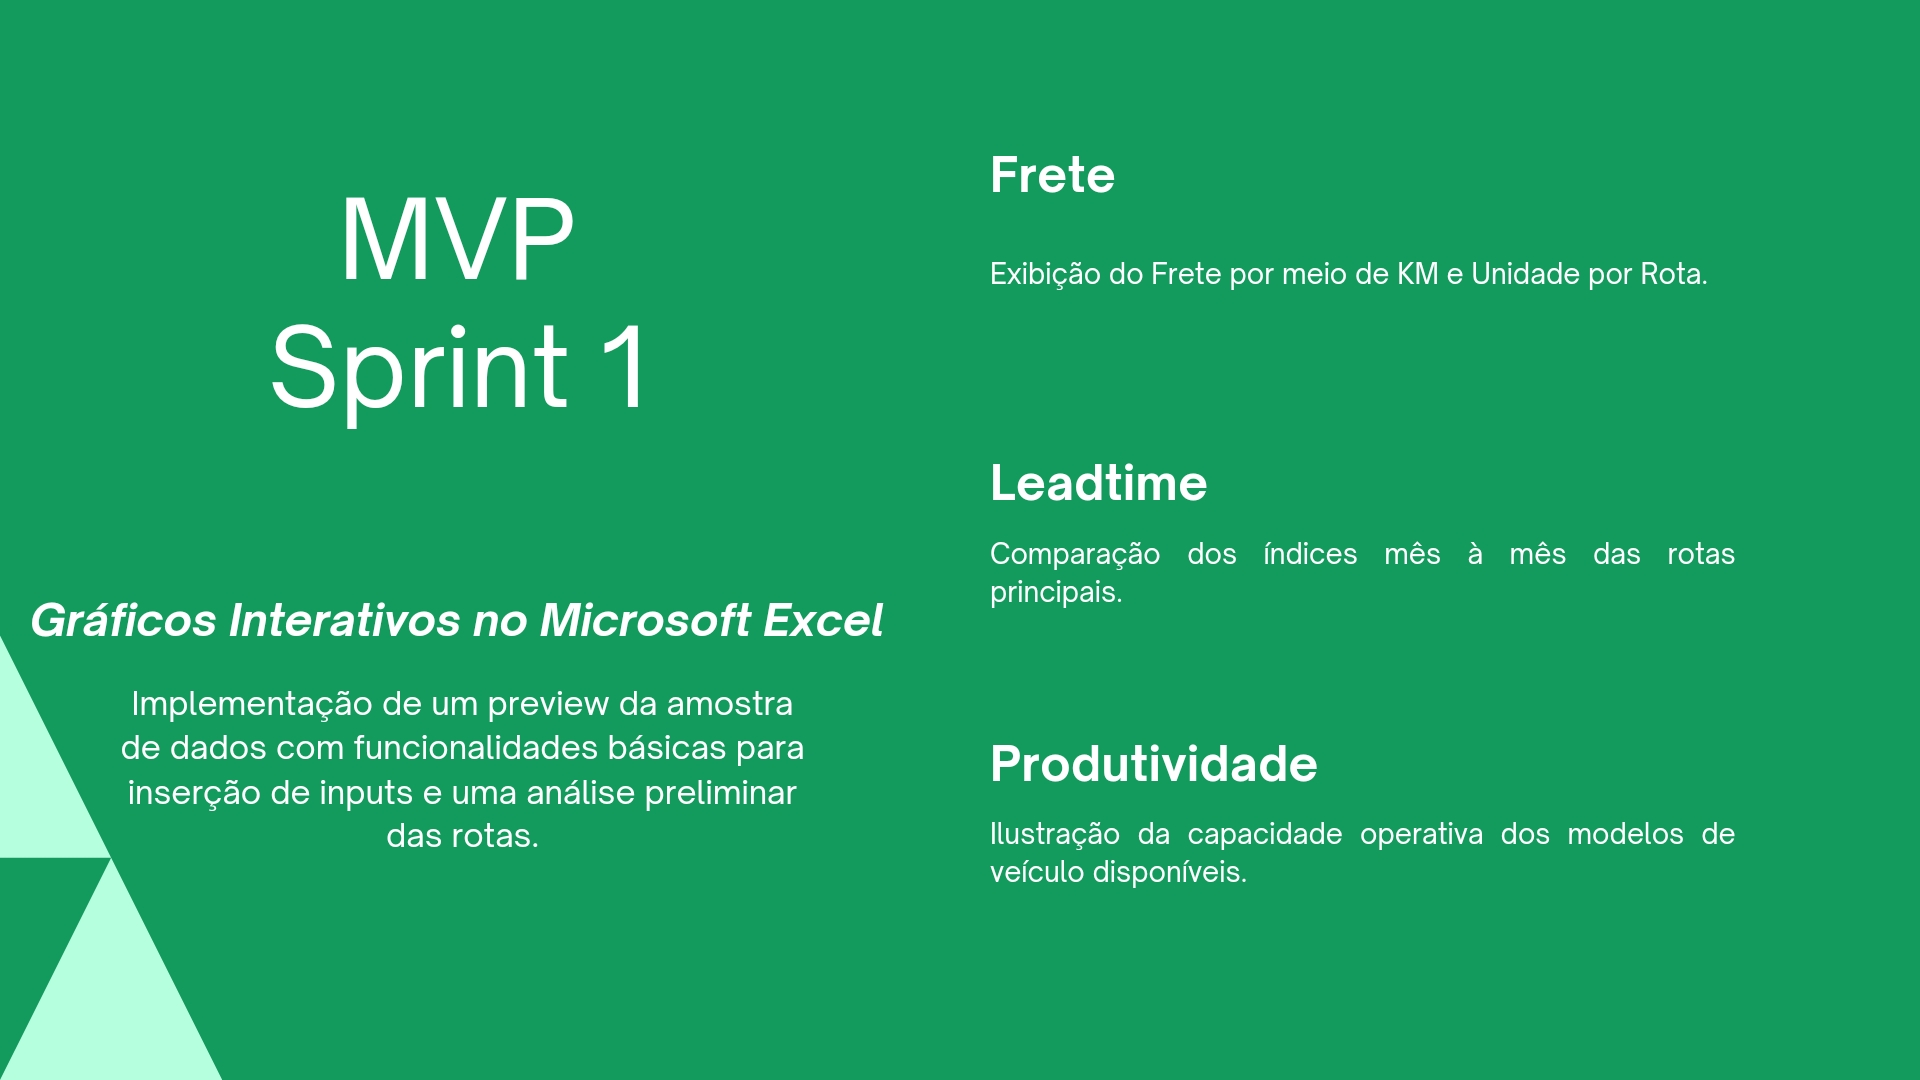 MVP
Sprint 1
Gráficos Interativos no Microsoft Excel
Implementação de um preview da amostra
de dados com funcionalidades básicas para
inserção de inputs e uma análise preliminar
das rotas.
Frete
Exibição do Frete por meio de KM e Unidade por Rota.
Leadtime
Comparação dos índices mês à mês das rotas
principais.
Produtividade
Ilustração da capacidade operativa dos modelos de
veículo disponíveis.